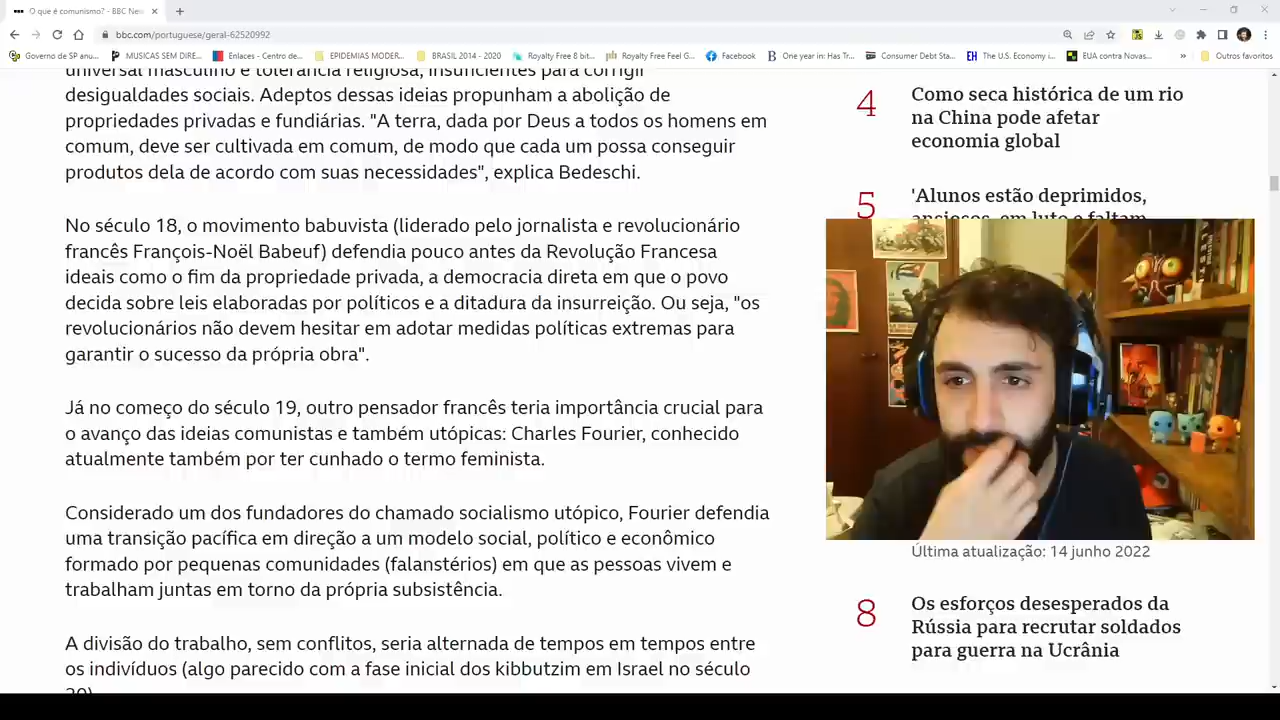 O que é comunismo? - BBC Nev
bbc.com/portuguese/geral-62520992
Governo de SP anu...
MUSICAS SEM DIRE...
Enlaces - Centro de...
EPIDEMIAS MODER...
BRASIL 2014 - 2020
Royalty Free 8 bit...
Royalty Free Feel G...
Facebook
One year in: Has Tr...
Consumer Debt Sta...
The U.S. Economy i...
EUA contra Novas...
Outros favoritos
universal masculino e tolerância religiosa, insuficientes para corrigir
desigualdades sociais. Adeptos dessas ideias propunham a abolição de
propriedades privadas e fundiárias. "A terra, dada por Deus a todos os homens em
comum, deve ser cultivada em comum, de modo que cada um possa conseguir
produtos dela de acordo com suas necessidades", explica Bedeschi.
No século 18, o movimento babuvista (liderado pelo jornalista e revolucionário
francês François-Noël Babeuf) defendia pouco antes da Revolução Francesa
ideais como o fim da propriedade privada, a democracia direta em que o povo
decida sobre leis elaboradas por políticos e a ditadura da insurreição. Ou seja, "os
revolucionários não devem hesitar em adotar medidas políticas extremas para
garantir o sucesso da própria obra".
Já no começo do século 19, outro pensador francês teria importância crucial para
o avanço das ideias comunistas e também utópicas: Charles Fourier, conhecido
atualmente também por ter cunhado o termo feminista.
Considerado um dos fundadores do chamado socialismo utópico, Fourier defendia
uma transição pacífica em direção a um modelo social, político e econômico
formado por pequenas comunidades (falanstérios) em que as pessoas vivem e
trabalham juntas em torno da própria subsistência.
A divisão do trabalho, sem conflitos, seria alternada de tempos em tempos entre
os indivíduos (algo parecido com a fase inicial dos kibbutzim em Israel no século
20)
4
Como seca histórica de um rio
na China pode afetar
economia global
5
'Alunos estão deprimidos,
ansiosos, em luto e faltam
Última atualização: 14 junho 2022
8
Os esforços desesperados da
Rússia para recrutar soldados
para guerra na Ucrânia